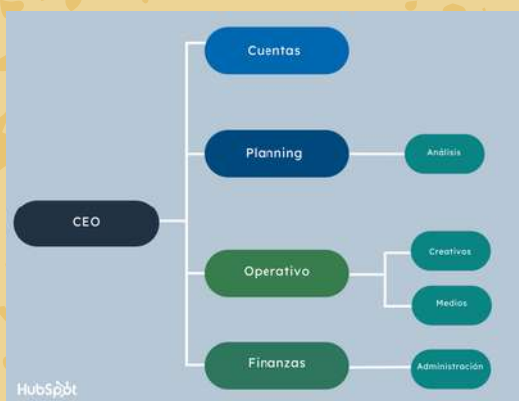 Cuentas
Planning
Análisis
CEO
Creativos
Operativo
Medios
Finanzas
Administración
HubSpot